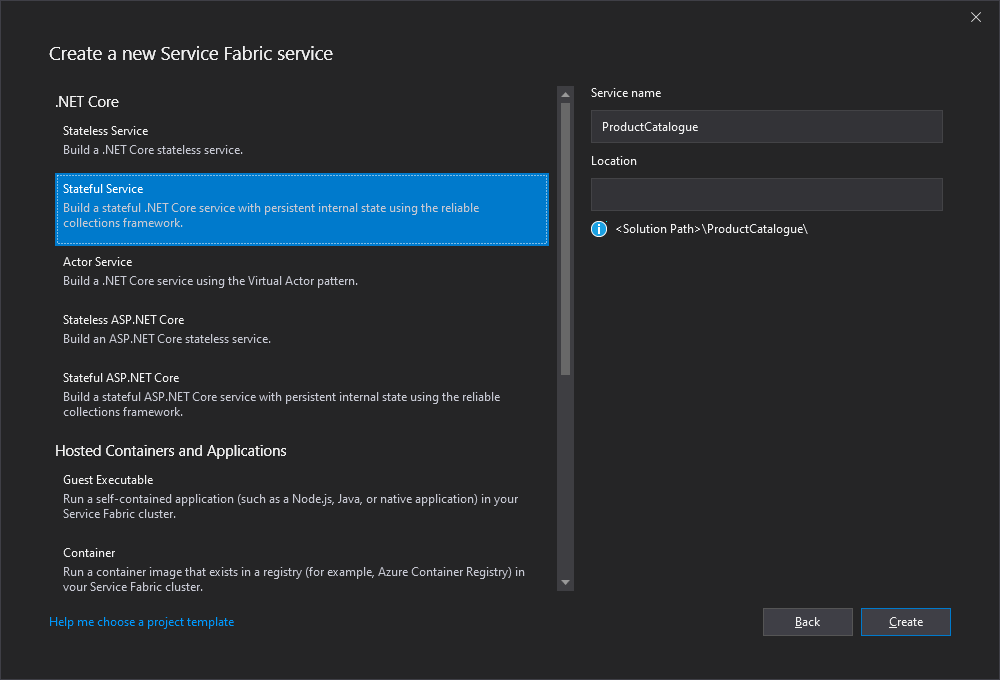 Create a new Service Fabric service
.NET Core
Stateless Service
Build a .NET Core stateless service.
Stateful Service
Build a stateful .NET Core service with persistent internal state using the reliable
collections framework.
Actor Service
Build a .NET Core service using the Virtual Actor pattern.
Stateless ASP.NET Core
Build an ASP.NET Core stateless service.
Stateful ASP.NET Core
Build a stateful ASP.NET Core service with persistent internal state using the reliable
collections framework.
Hosted Containers and Applications
Guest Executable
Run a self-contained application (such as a Node.js, Java, or native application) in your
Service Fabric cluster.
Container
Run a container image that exists in a registry (for example, Azure Container Registry) in
your Service Fabric cluster.
Service name
ProductCatalogue
Location
<Solution Path>\ProductCatalogue\
Help me choose a project template
Back
Create